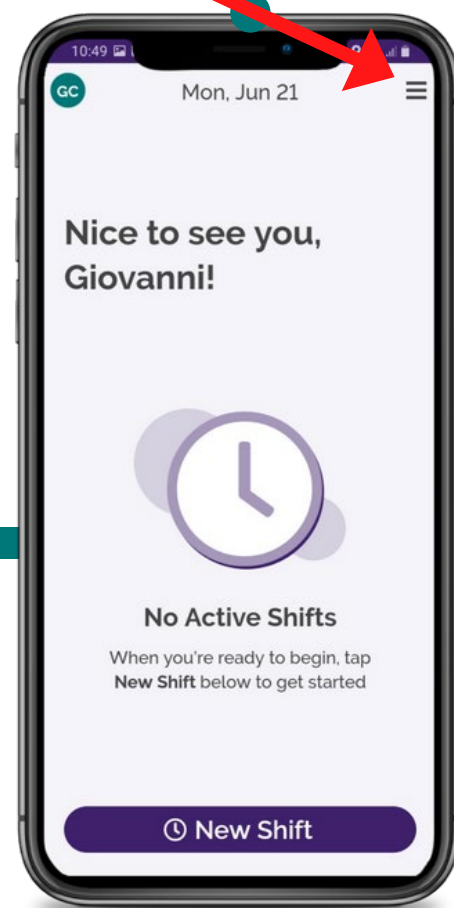 10:49
GC
Mon, Jun 21
Nice to see you,
Giovanni!
No Active Shifts
When you're ready to begin, tap
New Shift below to get started
New Shift